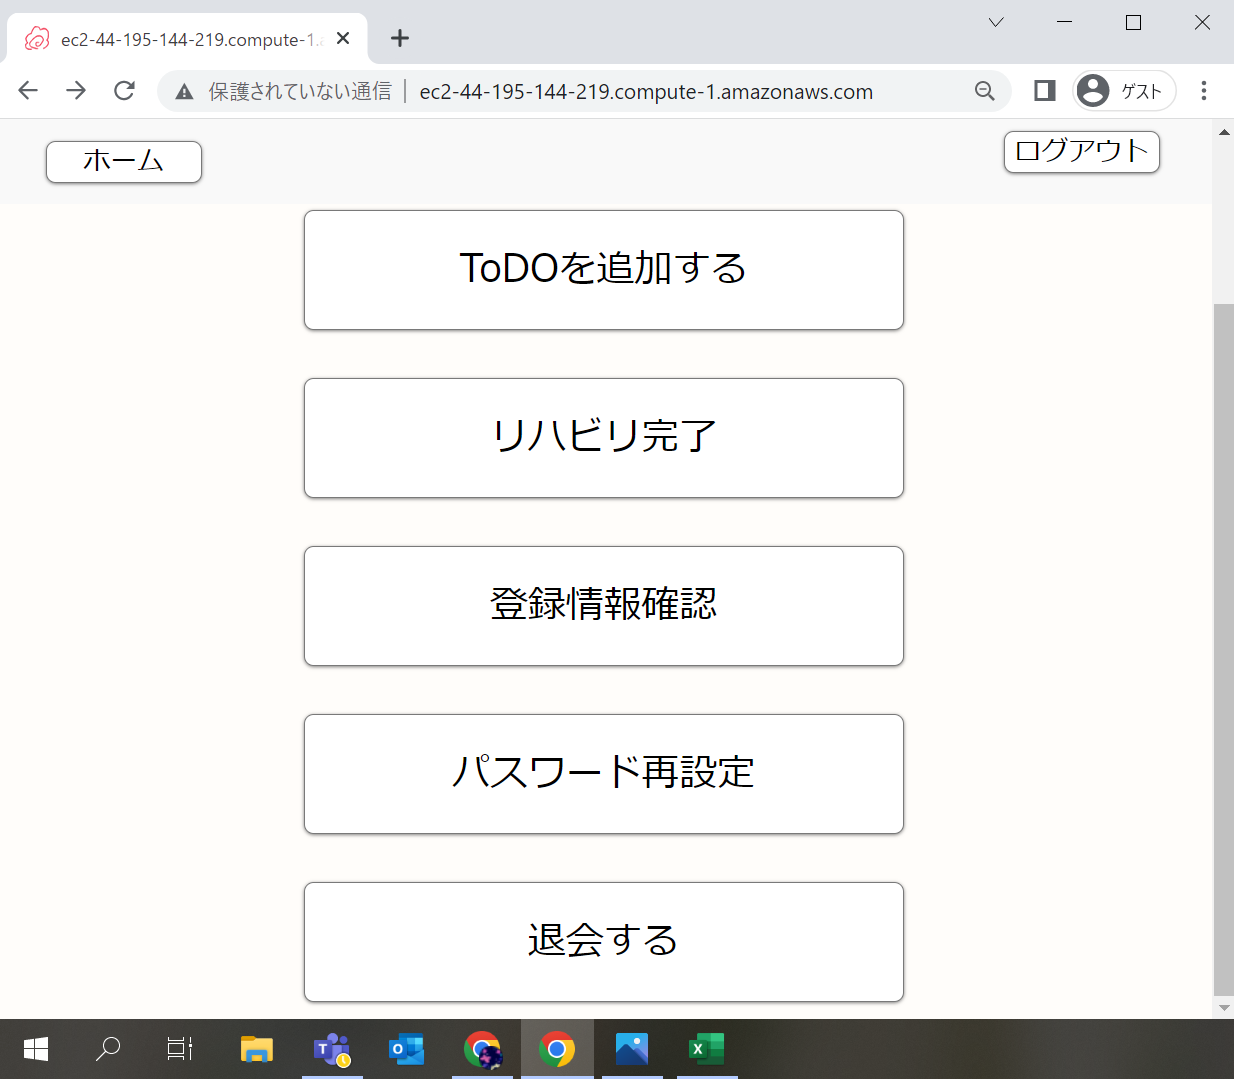 ec2-44-195-144-219.compute-1.
保護されていない通信
ec2-44-195-144-219.compute-1.amazonaws.com
ゲスト
ホーム
ログアウト
ToDOを追加する
リハビリ完了
登録情報確認
パスワード再設定
退会する